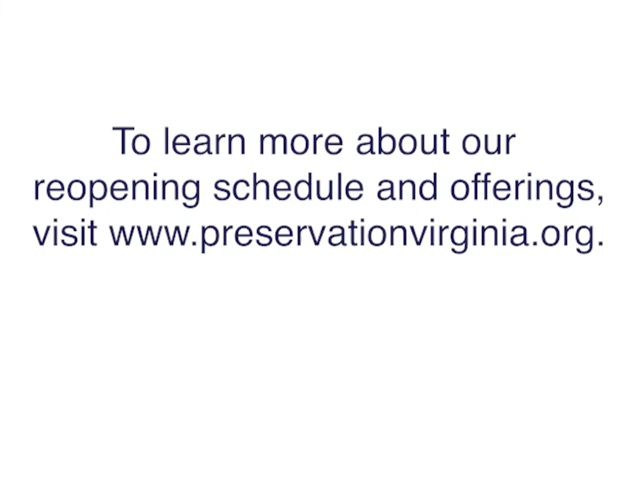 To learn more about our
reopening schedule and offerings,
visit www.preservationvirginia.org.